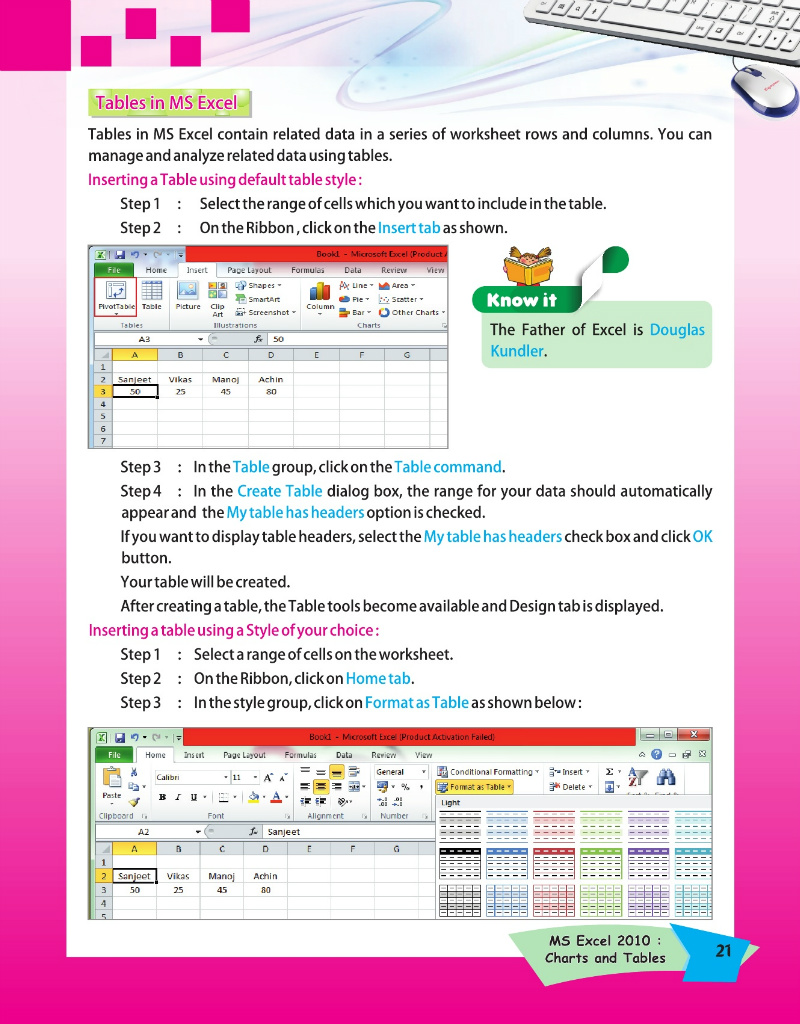 Tables in MS Excel
Tables in MS Excel contain related data in a series of worksheet rows and columns. You can
manage and analyze related data using tables.
Inserting a Table using default table style :
Step 1 : Select the range of cells which you want to include in the table.
Step 2 : On the Ribbon , click on the Insert tab as shown.
Book1 - Microsoft Excel (Product A
File Home Insert Page Layout Formulas Data Review View
PivotTable Table Picture Clip Art Shapes SmartArt Screenshot Column Line Pie Bar Area Scatter Other Charts
Tables Illustrations Charts
A3 fx 50
A B C D E F G
1
2 Sanjeet Vikas Manoj Achin
3 50 25 45 80
4
5
6
7
Know it
The Father of Excel is Douglas
Kundler.
Step 3 : In the Table group, click on the Table command.
Step 4 : In the Create Table dialog box, the range for your data should automatically
appear and the My table has headers option is checked.
If you want to display table headers, select the My table has headers check box and click OK
button.
Your table will be created.
After creating a table, the Table tools become available and Design tab is displayed.
Inserting a table using a Style of your choice :
Step 1 : Select a range of cells on the worksheet.
Step 2 : On the Ribbon, click on Home tab.
Step 3 : In the style group, click on Format as Table as shown below :
Book1 - Microsoft Excel (Product Activation Failed)
File Home Insert Page Layout Formulas Data Review View
Paste Calibri 11 A A General Conditional Formatting Insert Σ
B I U A % , Format as Table Delete
Clipboard Font Alignment Number Light
A2 fx Sanjeet
A B C D E F G
1
2 Sanjeet Vikas Manoj Achin
3 50 25 45 80
4
5
MS Excel 2010 :
Charts and Tables
21